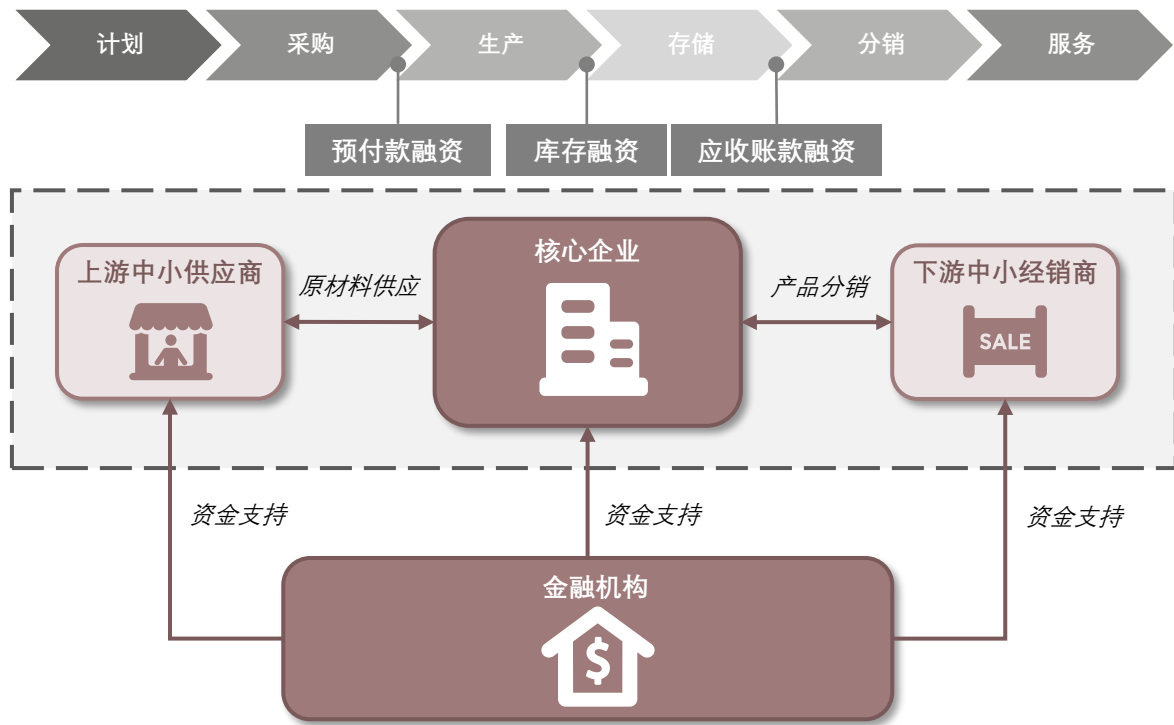 计划
采购
生产
存储
分销
服务
预付款融资
库存融资
应收账款融资
核心企业
上游中小供应商
原材料供应
产品分销
下游中小经销商
SALE
资金支持
资金支持
资金支持
金融机构
$